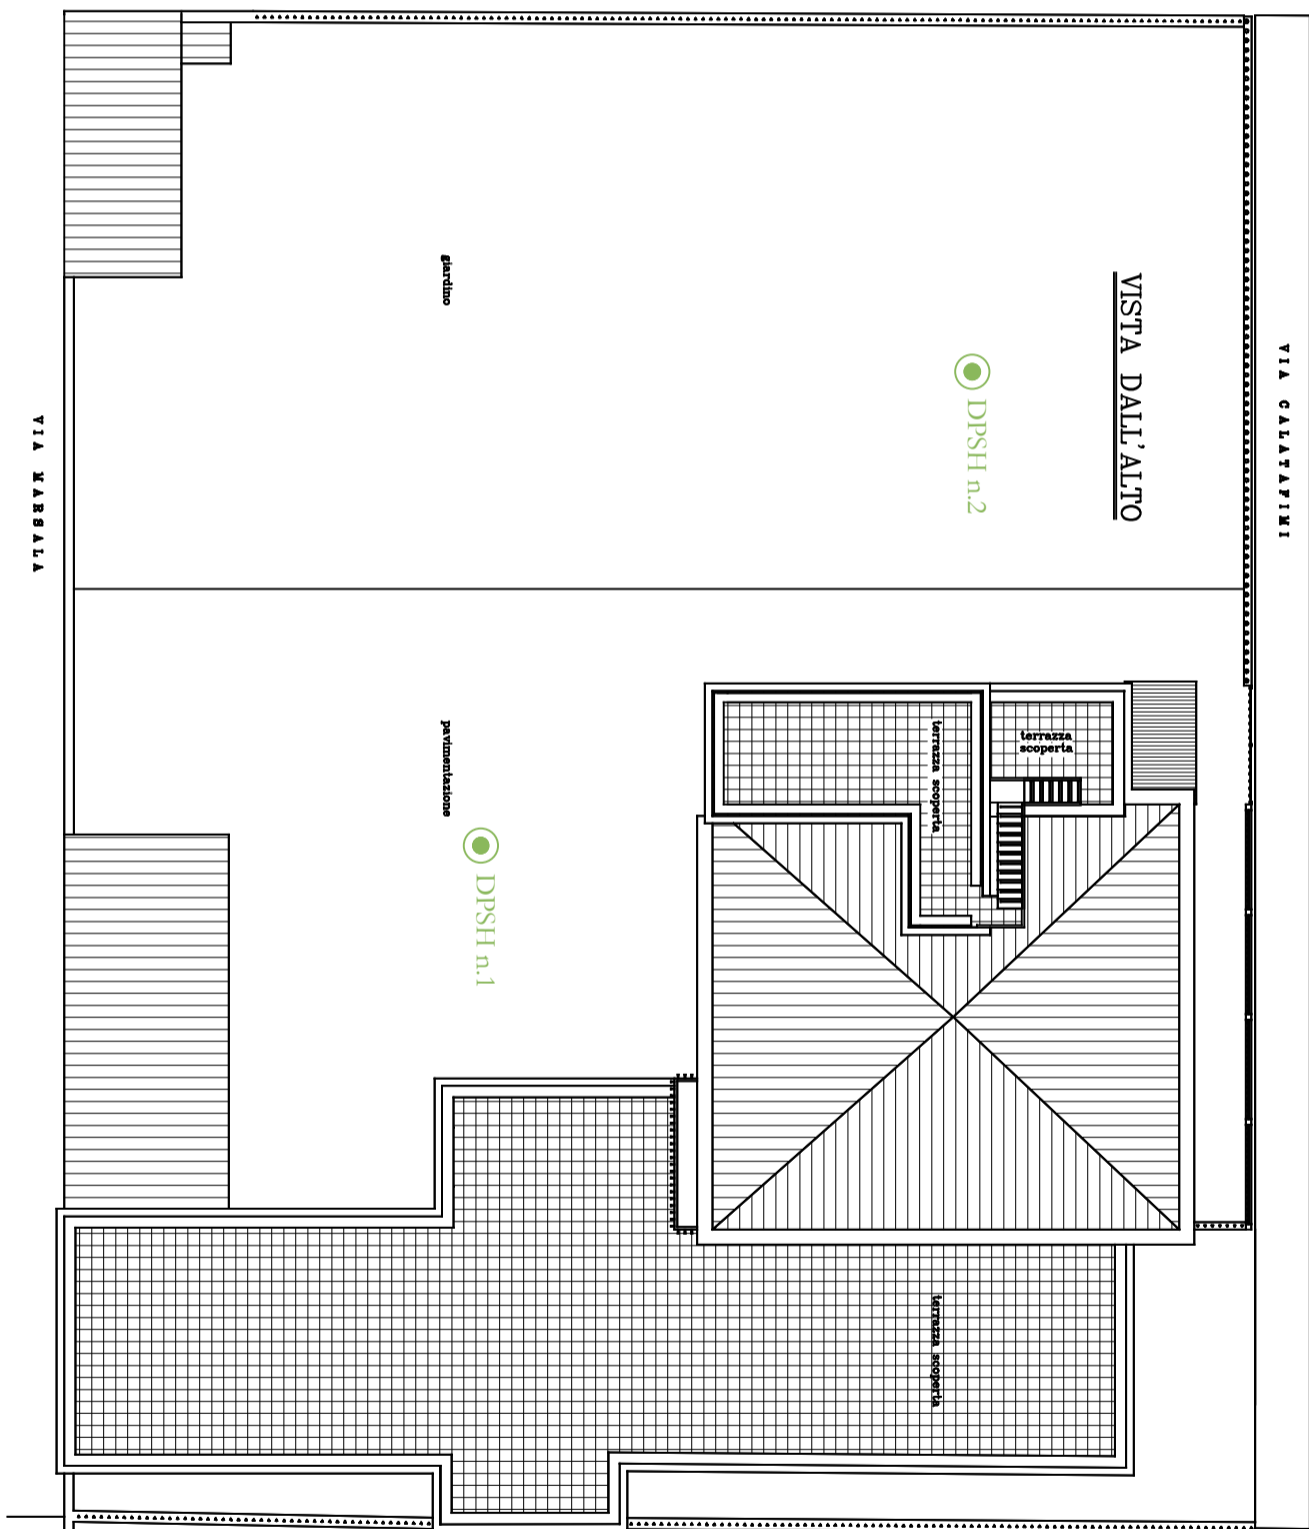 VIA CALATAFIMI
VISTA DALL'ALTO
DPSH n.2
giardino
VIA MARSALA
terrazza
scoperta
terrazza scoperta
pavimentazione
DPSH n.1
terrazza scoperta